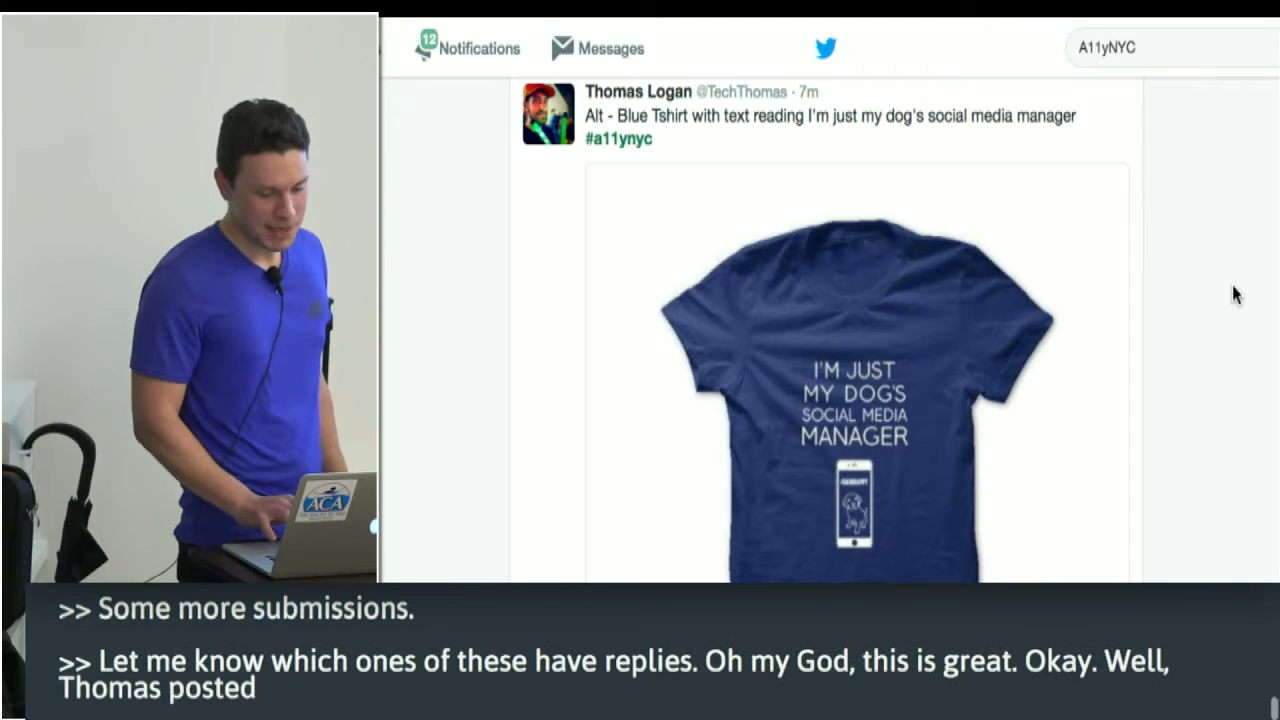 12
Notifications
Messages
A11yNYC
Thomas Logan @TechThomas · 7m
Alt - Blue Tshirt with text reading I'm just my dog's social media manager
#a11ynyc
I'M JUST
MY DOG'S
SOCIAL MEDIA
MANAGER
ACA
>> Some more submissions.
>> Let me know which ones of these have replies. Oh my God, this is great. Okay. Well,
Thomas posted